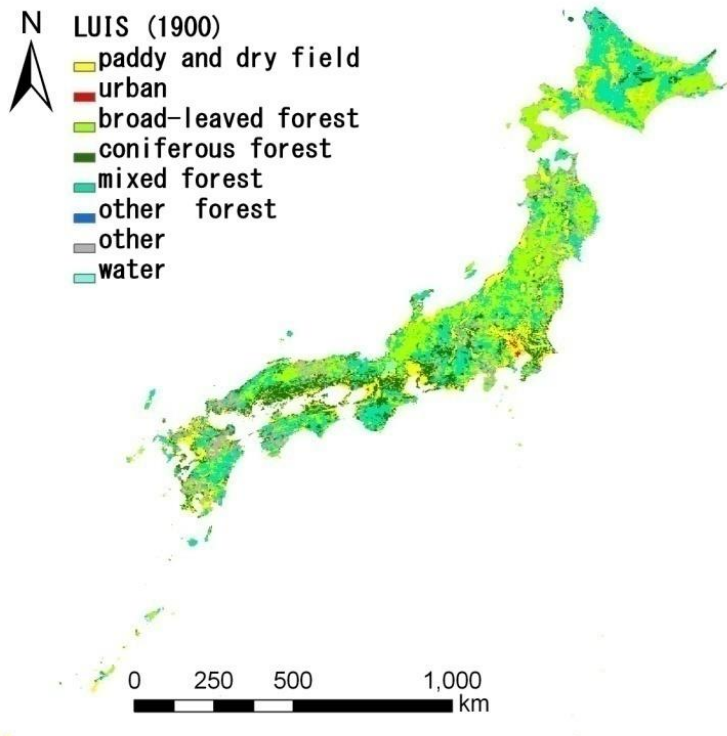 N
LUIS (1900)
paddy and dry field
urban
broad-leaved forest
coniferous forest
mixed forest
other forest
other
water
0 250 500 1,000
km